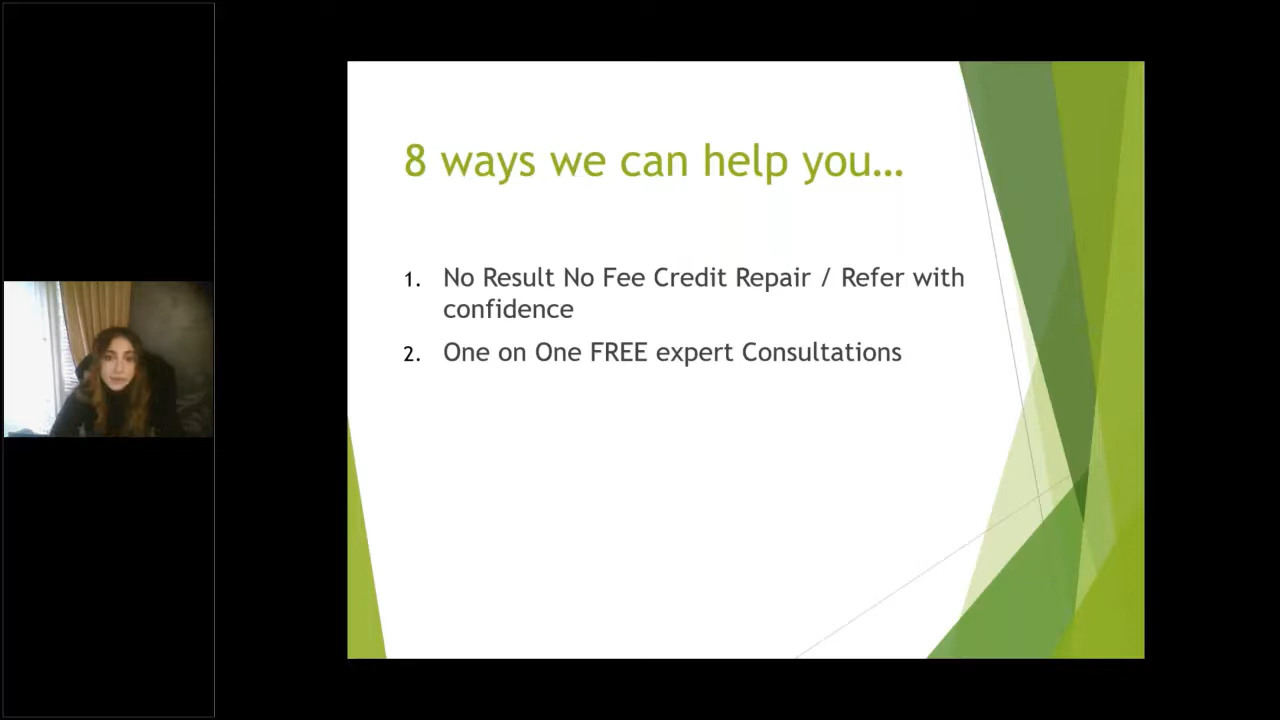 8 ways we can help you…
1. No Result No Fee Credit Repair / Refer with
confidence
2. One on One FREE expert Consultations